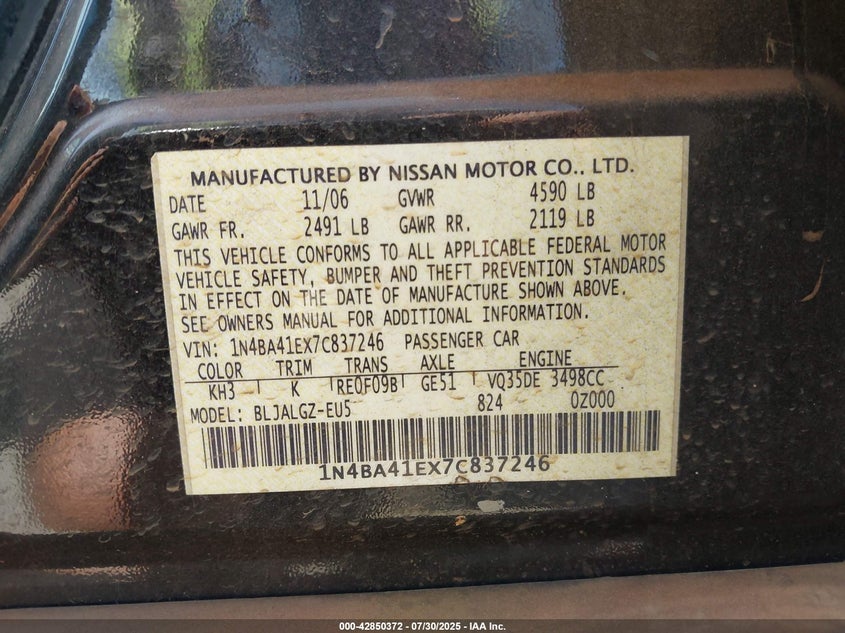 MANUFACTURED BY NISSAN MOTOR CO., LTD.
DATE 11/06 GVWR 4590 LB
GAWR FR. 2491 LB GAWR RR. 2119 LB
THIS VEHICLE CONFORMS TO ALL APPLICABLE FEDERAL MOTOR
VEHICLE SAFETY, BUMPER AND THEFT PREVENTION STANDARDS
IN EFFECT ON THE DATE OF MANUFACTURE SHOWN ABOVE.
SEE OWNERS MANUAL FOR ADDITIONAL INFORMATION.
VIN: 1N4BA41EX7C837246 PASSENGER CAR
COLOR TRIM TRANS AXLE ENGINE
KH3 K RE0F09B GE51 VQ35DE 3498CC
MODEL: BLJALGZ-EU5 824 0Z000
1N4BA41EX7C837246
000-42850372 - 07/30/2025 - IAA Inc.